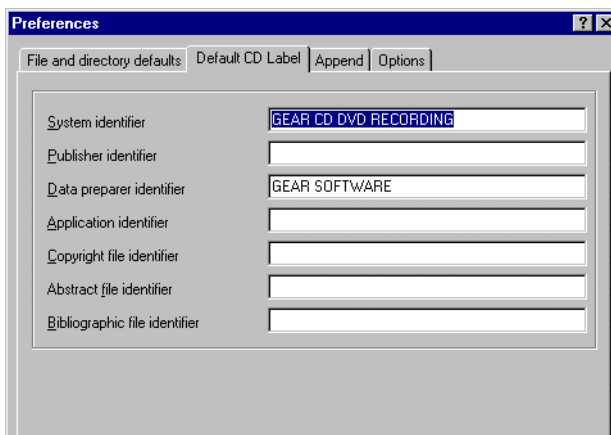 Preferences
File and directory defaults Default CD Label Append Options
System identifier GEAR CD DVD RECORDING
Publisher identifier
Data preparer identifier GEAR SOFTWARE
Application identifier
Copyright file identifier
Abstract file identifier
Bibliographic file identifier